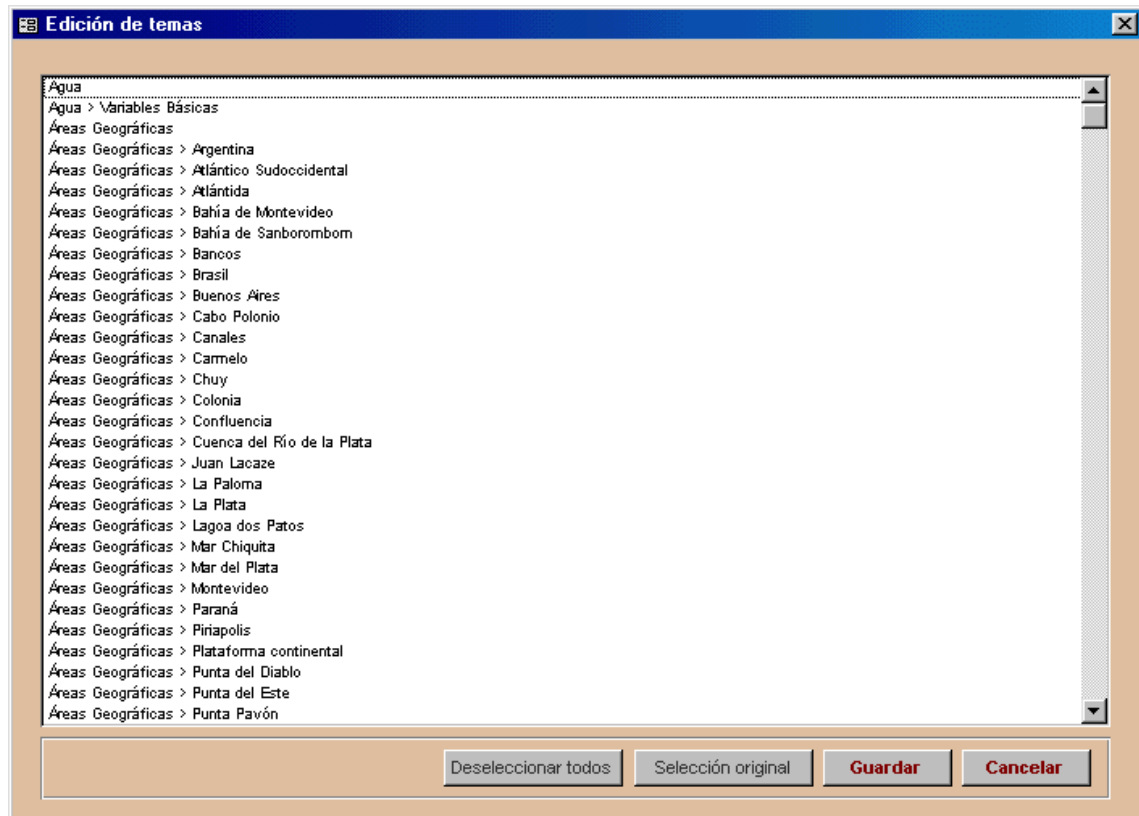 Edición de temas
Agua
Agua > Variables Básicas
Áreas Geográficas
Áreas Geográficas > Argentina
Áreas Geográficas > Atlántico Sudoccidental
Áreas Geográficas > Atlántida
Áreas Geográficas > Bahía de Montevideo
Áreas Geográficas > Bahía de Sanborombom
Áreas Geográficas > Bancos
Áreas Geográficas > Brasil
Áreas Geográficas > Buenos Aires
Áreas Geográficas > Cabo Polonio
Áreas Geográficas > Canales
Áreas Geográficas > Carmelo
Áreas Geográficas > Chuy
Áreas Geográficas > Colonia
Áreas Geográficas > Confluencia
Áreas Geográficas > Cuenca del Río de la Plata
Áreas Geográficas > Juan Lacaze
Áreas Geográficas > La Paloma
Áreas Geográficas > La Plata
Áreas Geográficas > Lagoa dos Patos
Áreas Geográficas > Mar Chiquita
Áreas Geográficas > Mar del Plata
Áreas Geográficas > Montevideo
Áreas Geográficas > Paraná
Áreas Geográficas > Piriapolis
Áreas Geográficas > Plataforma continental
Áreas Geográficas > Punta del Diablo
Áreas Geográficas > Punta del Este
Áreas Geográficas > Punta Pavón
Deseleccionar todos Selección original Guardar Cancelar